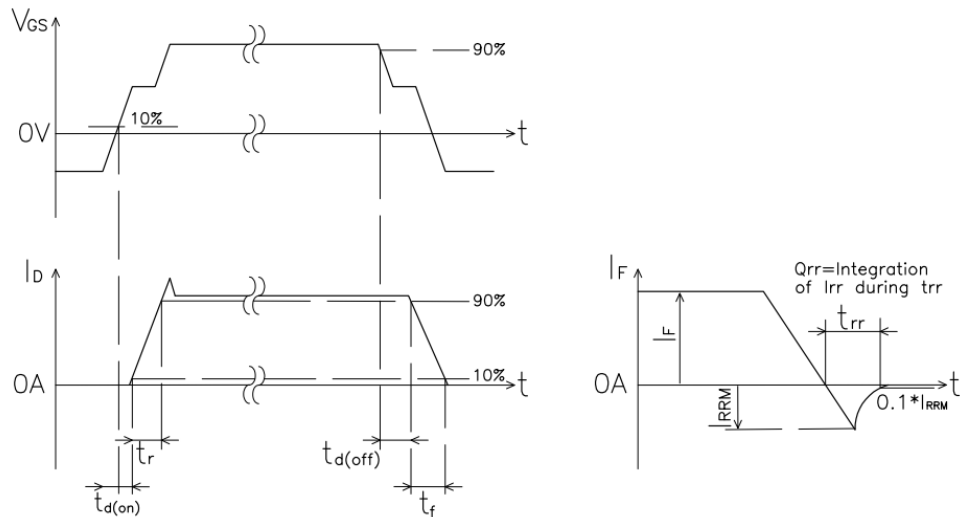 VGS
90%
10%
0V
t
ID
90%
10%
0A
t
tr
td(off)
td(on)
tf
IF
Qrr=Integration
of Irr during trr
trr
IF
0A
t
IRRM
0.1*IRRM